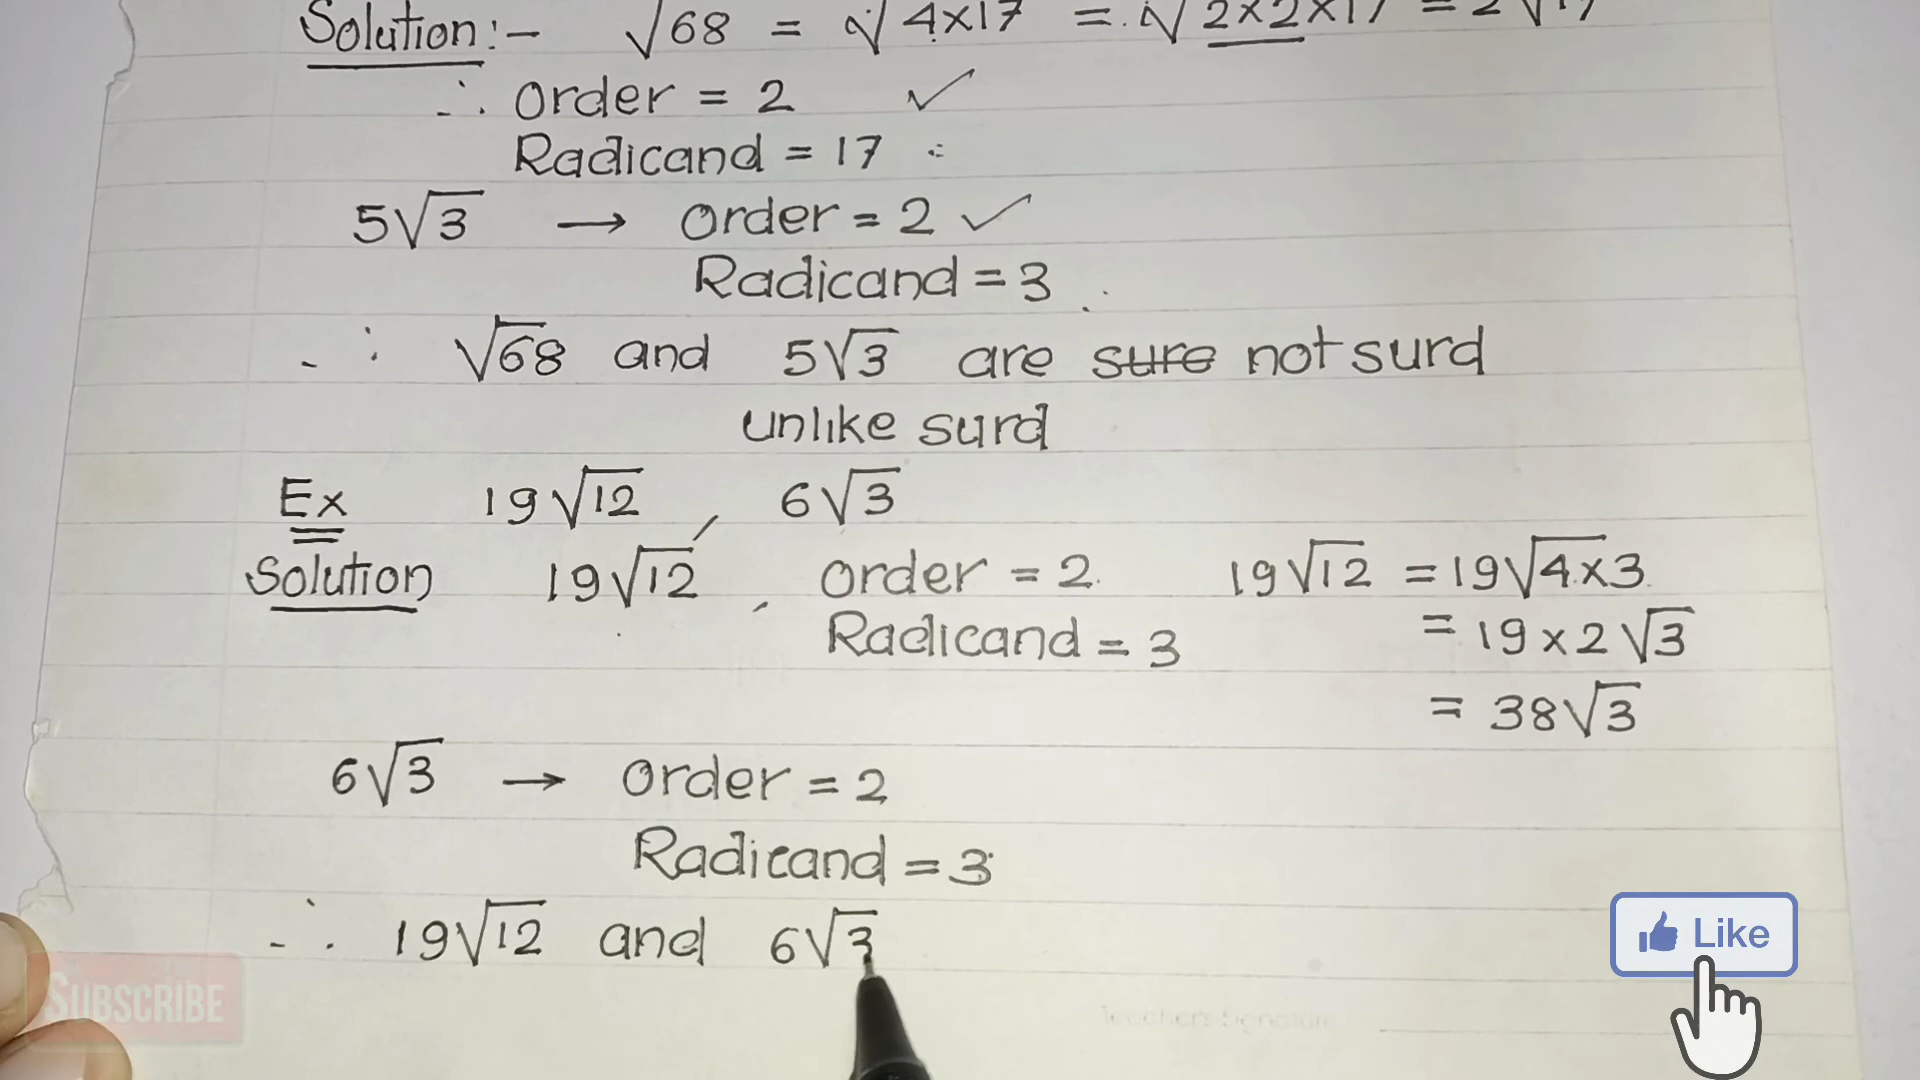 Solution:- √68 = √4×17 = √2×2×17 = 2√17
∴ Order = 2 ✓
Radicand = 17
5√3 → Order = 2 ✓
Radicand = 3
∴ √68 and 5√3 are sure not surd
unlike surd
Ex 19√12, 6√3
Solution 19√12, Order = 2 19√12 = 19√4×3
Radicand = 3 = 19×2√3
= 38√3
6√3 → Order = 2
Radicand = 3
∴ 19√12 and 6√3
Like
SUBSCRIBE
Teachers Signature